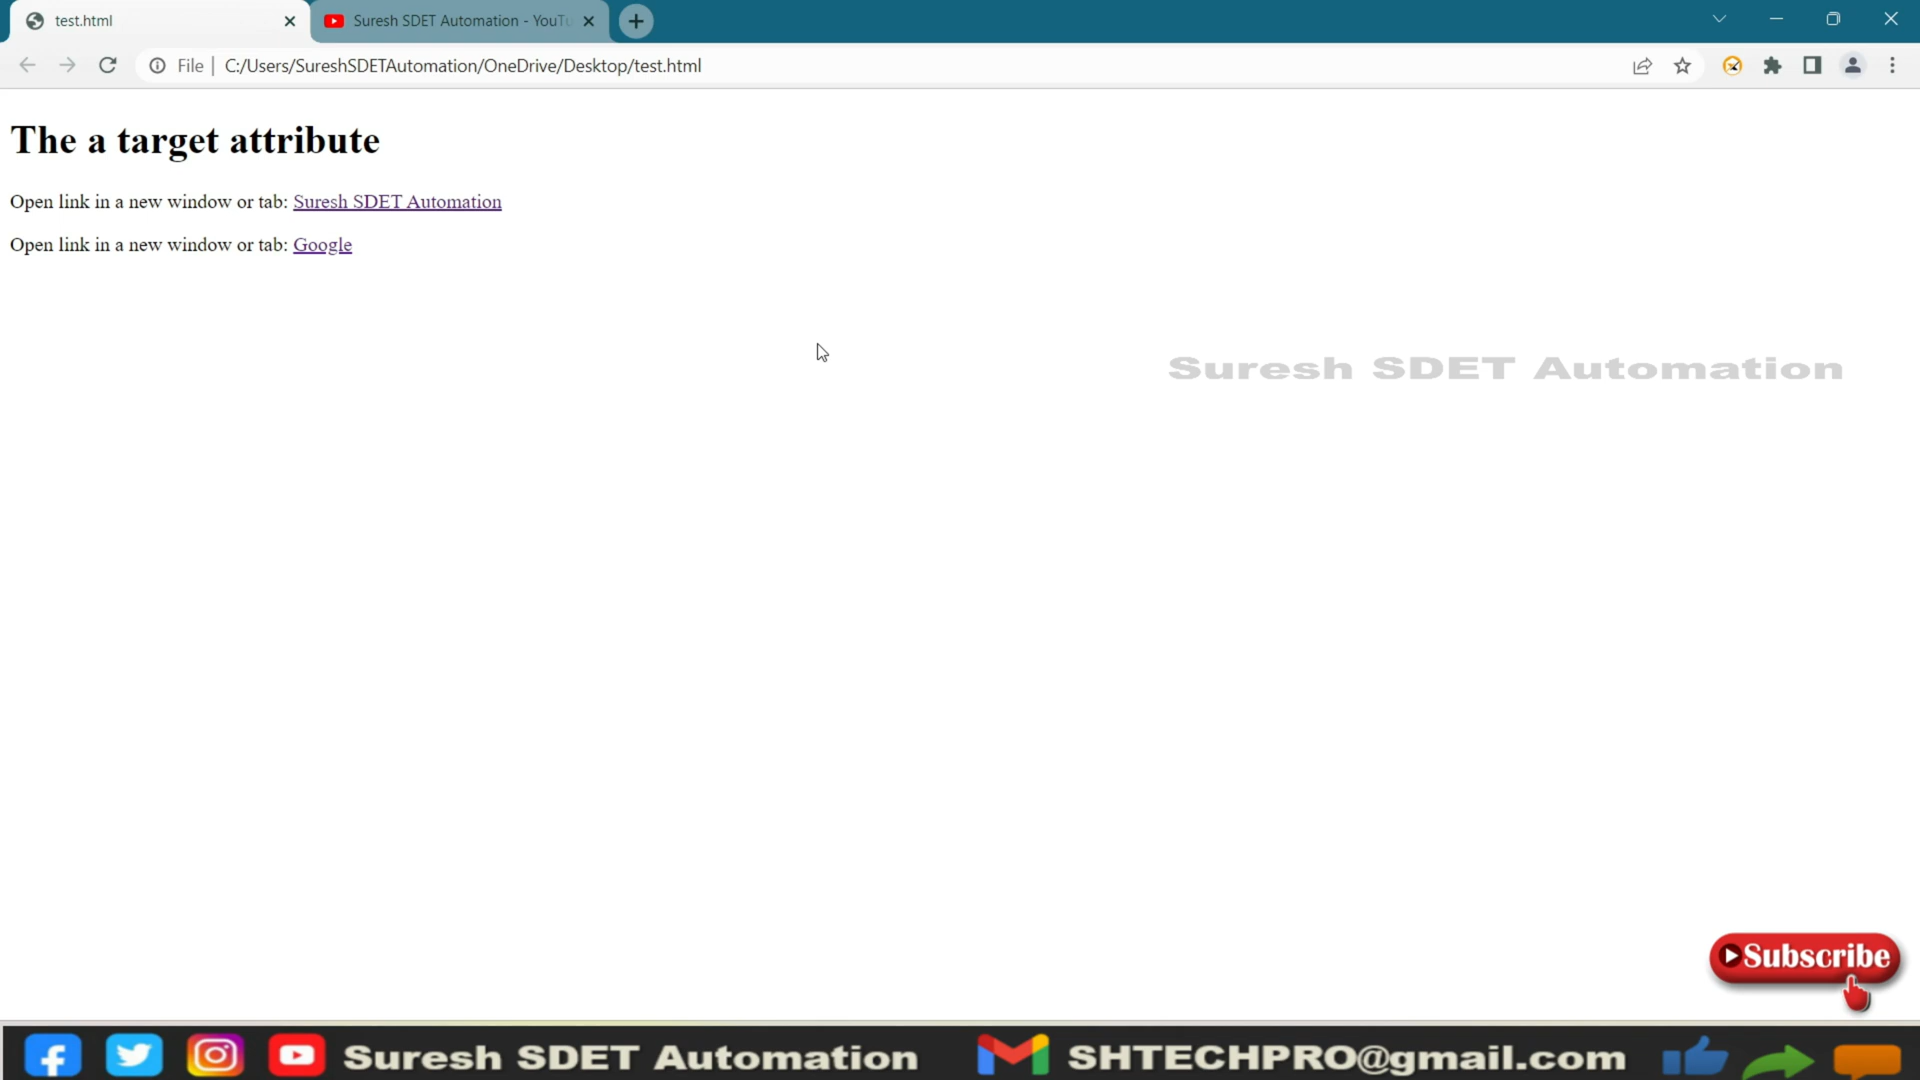 test.html
Suresh SDET Automation - YouTu
File
C:/Users/SureshSDETAutomation/OneDrive/Desktop/test.html
The a target attribute
Open link in a new window or tab: Suresh SDET Automation
Open link in a new window or tab: Google
Suresh SDET Automation
Subscribe
Suresh SDET Automation
SHTECHPRO@gmail.com